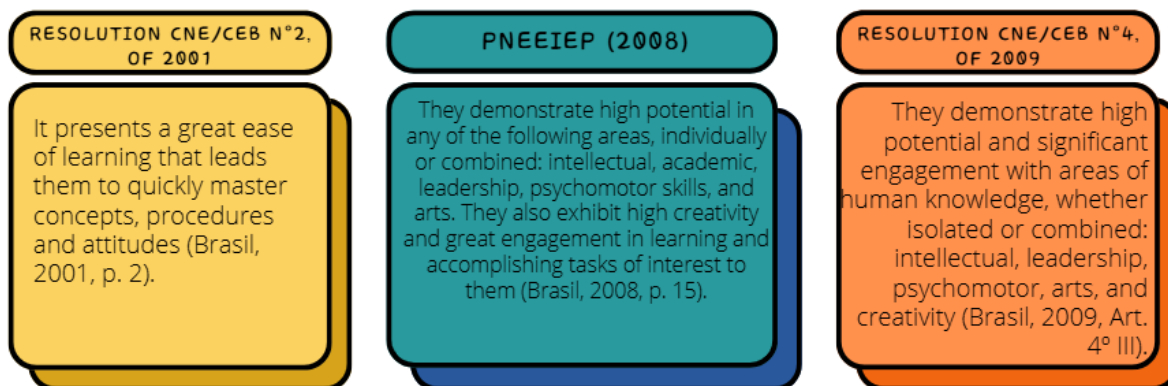 RESOLUTION CNE/CEB N°2,
OF 2001
It presents a great ease
of learning that leads
them to quickly master
concepts, procedures
and attitudes (Brasil,
2001, p. 2).
PNEEIEP (2008)
They demonstrate high potential in
any of the following areas, individually
or combined: intellectual, academic,
leadership, psychomotor skills, and
arts. They also exhibit high creativity
and great engagement in learning and
accomplishing tasks of interest to
them (Brasil, 2008, p. 15).
RESOLUTION CNE/CEB N°4,
OF 2009
They demonstrate high
potential and significant
engagement with areas of
human knowledge, whether
isolated or combined:
intellectual, leadership,
psychomotor, arts, and
creativity (Brasil, 2009, Art.
4º III).